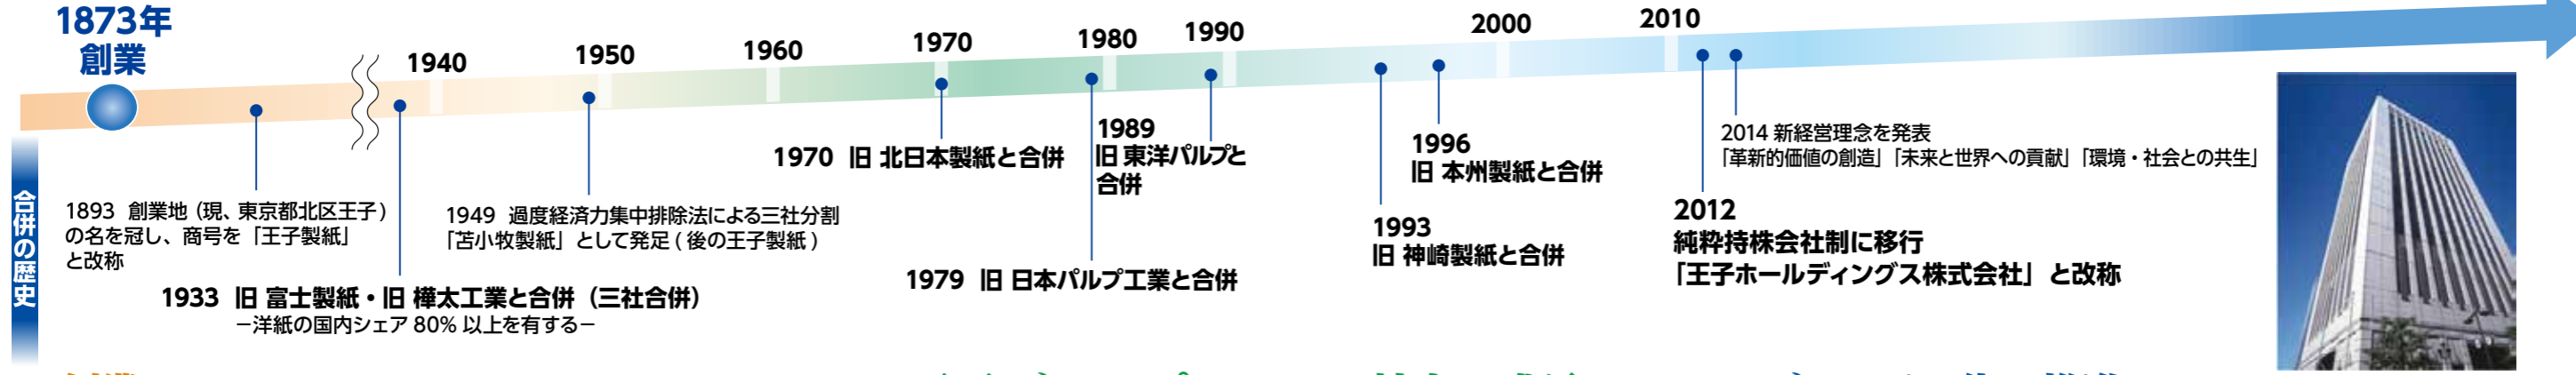 1873年
創業
1940
1950
1960
1970
1980
1990
2000
2010
合併の歴史
1893 創業地（現、東京都北区王子）
の名を冠し、商号を「王子製紙」
と改称
1933 旧 富士製紙・旧 樺太工業と合併（三社合併）
－洋紙の国内シェア 80% 以上を有する－
1949 過度経済力集中排除法による三社分割
「苫小牧製紙」として発足 ( 後の王子製紙 )
1970 旧 北日本製紙と合併
1979 旧 日本パルプ工業と合併
1989
旧 東洋パルプと
合併
1993
旧 神崎製紙と合併
1996
旧 本州製紙と合併
2012
純粋持株会社制に移行
「王子ホールディングス株式会社」と改称
2014 新経営理念を発表
「革新的価値の創造」「未来と世界への貢献」「環境・社会との共生」